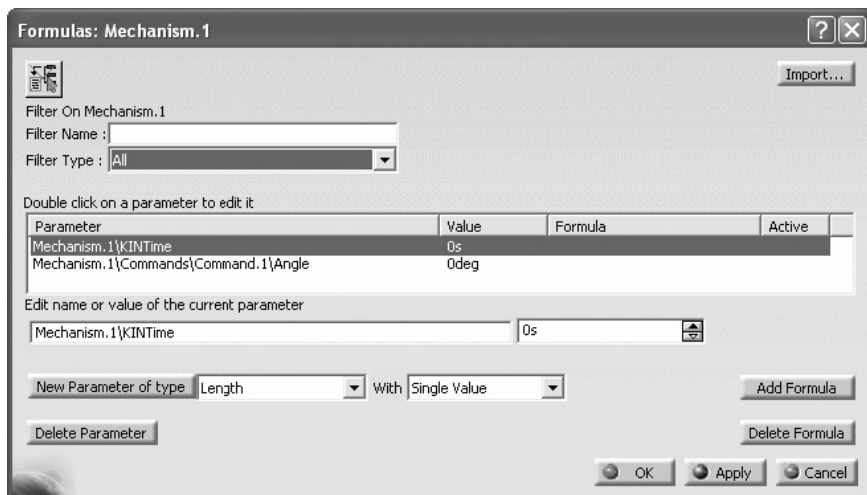 Formulas: Mechanism.1
Import...
Filter On Mechanism.1
Filter Name :
Filter Type : All
Double click on a parameter to edit it
Parameter Value Formula Active
Mechanism.1\KINTime 0s
Mechanism.1\Commands\Command.1\Angle 0deg
Edit name or value of the current parameter
Mechanism.1\KINTime 0s
New Parameter of type Length With Single Value Add Formula
Delete Parameter Delete Formula
OK Apply Cancel